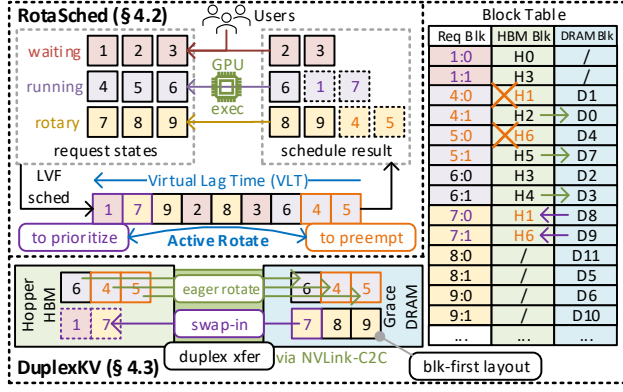 RotaSched (§ 4.2)
Users
waiting 1 2 3 2 3
running 4 5 6 GPU exec 6 1 7
rotary 7 8 9 8 9 4 5
request states
schedule result
LVF sched
Virtual Lag Time (VLT)
1 7 9 2 8 3 6 4 5
to prioritize
Active Rotate
to preempt
Hopper HBM
6 4 5
eager rotate
6 4 5
Grace DRAM
1 7
swap-in
7 8 9
duplex xfer
via NVLink-C2C
blk-first layout
DuplexKV (§ 4.3)
Block Table
Req Blk HBM Blk DRAM Blk
1:0 H0 /
1:1 H3 /
4:0 H1 D1
4:1 H2 D0
5:0 H6 D4
5:1 H5 D7
6:0 H3 D2
6:1 H4 D3
7:0 H1 D8
7:1 H6 D9
8:0 / D11
8:1 / D5
9:0 / D6
9:1 / D10
... ... ...